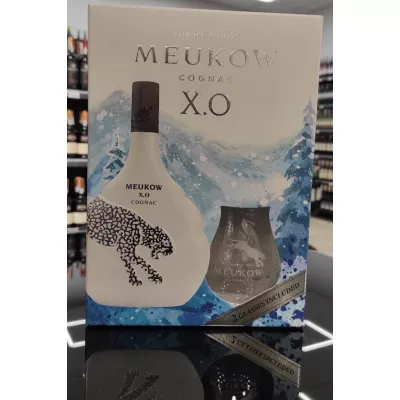 MEUKOW
COGNAC
X.O
MEUKOW
X.O
COGNAC
MEUKOW
2 GLASSES INCLUDED